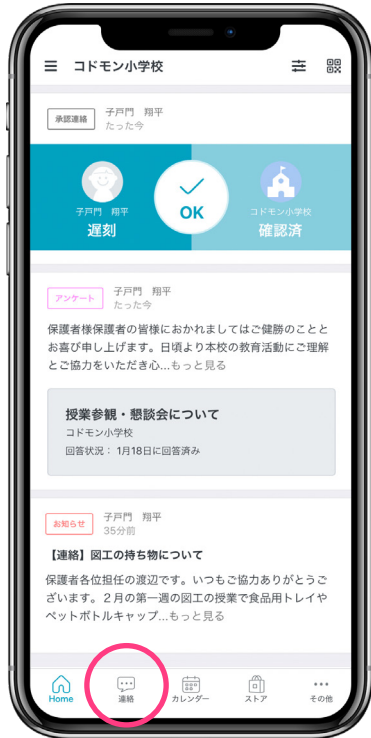 コドモン小学校
承認連絡 子戸門 翔平
たった今
子戸門 翔平
遅刻
OK
コドモン小学校
確認済
アンケート 子戸門 翔平
たった今
保護者様保護者の皆様におかれましてはご健勝のことと
お喜び申し上げます。日頃より本校の教育活動にご理解
とご協力をいただき心...もっと見る
授業参観・懇談会について
コドモン小学校
回答状況： 1月18日に回答済み
お知らせ 子戸門 翔平
35分前
【連絡】図工の持ち物について
保護者各位担任の渡辺です。いつもご協力ありがとうご
ざいます。２月の第一週の図工の授業で食品用トレイや
ペットボトルキャップ...もっと見る
Home 連絡 カレンダー ストア その他